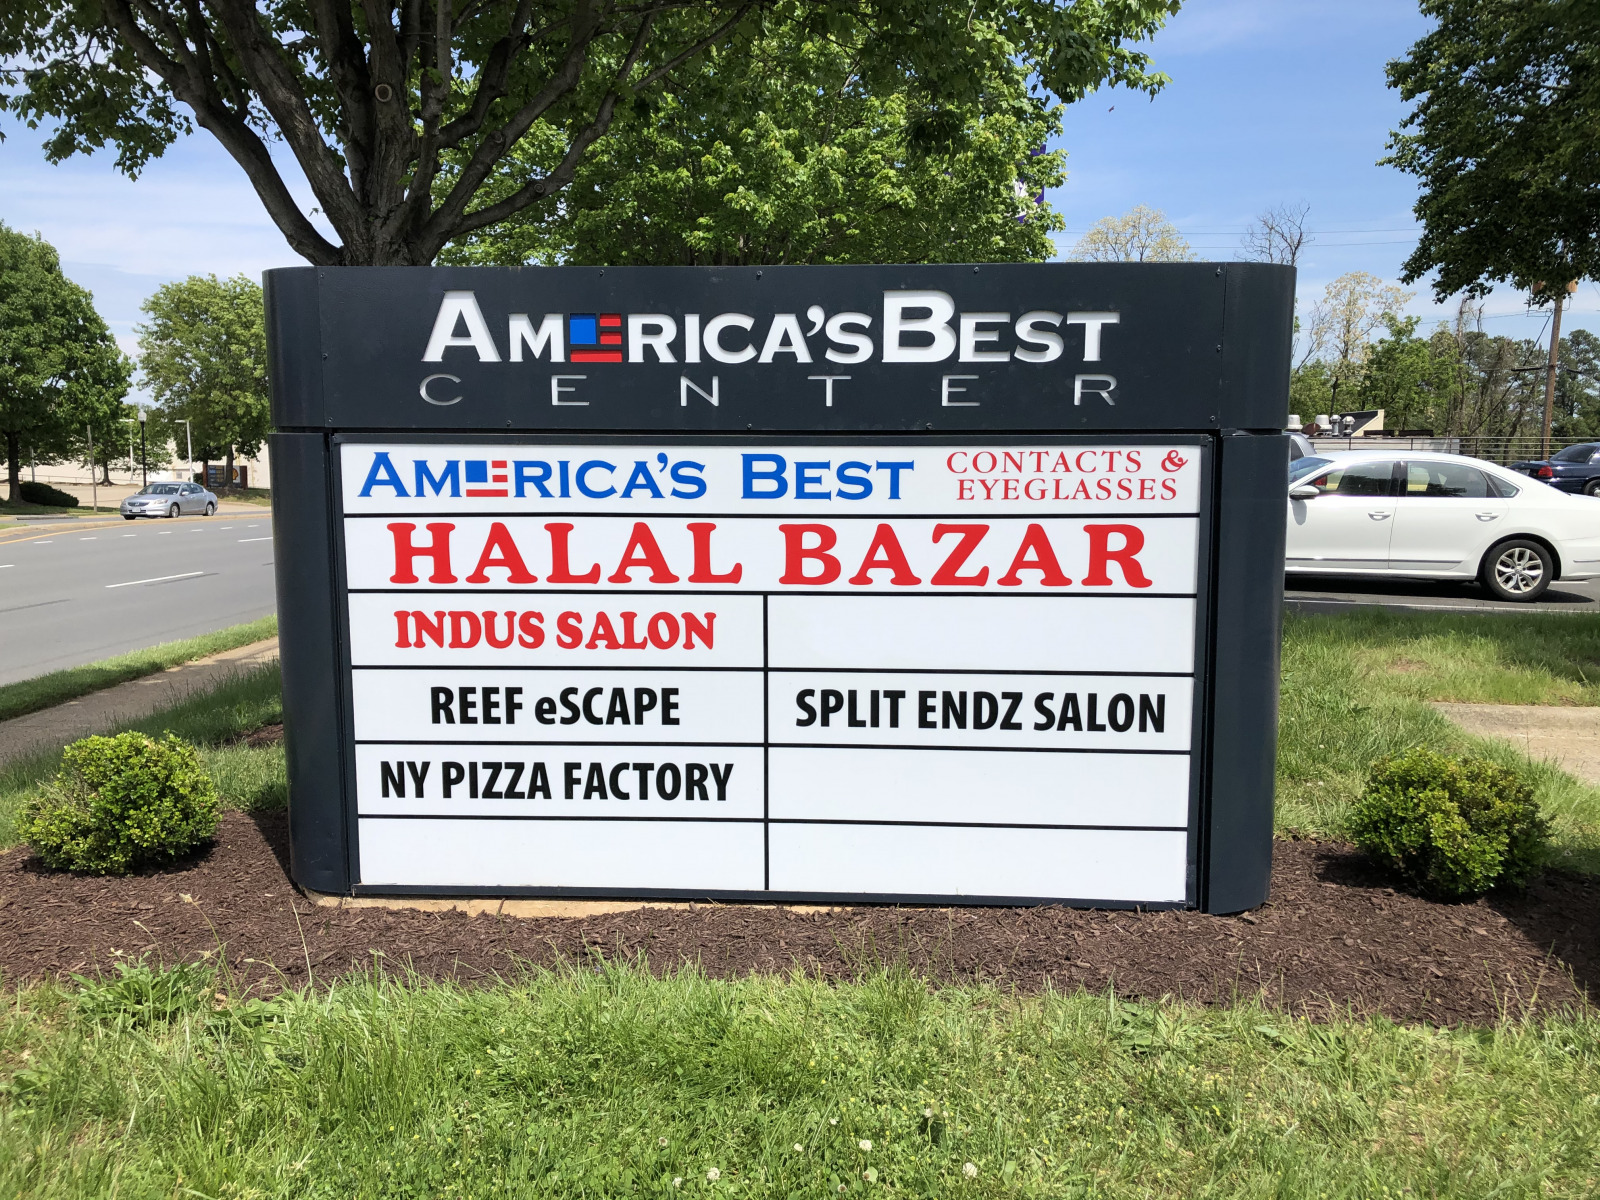 AMERICA'S BEST
CENTER
AMERICA'S BEST CONTACTS &
EYEGLASSES
HALAL BAZAR
INDUS SALON
REEF eSCAPE SPLIT ENDZ SALON
NY PIZZA FACTORY